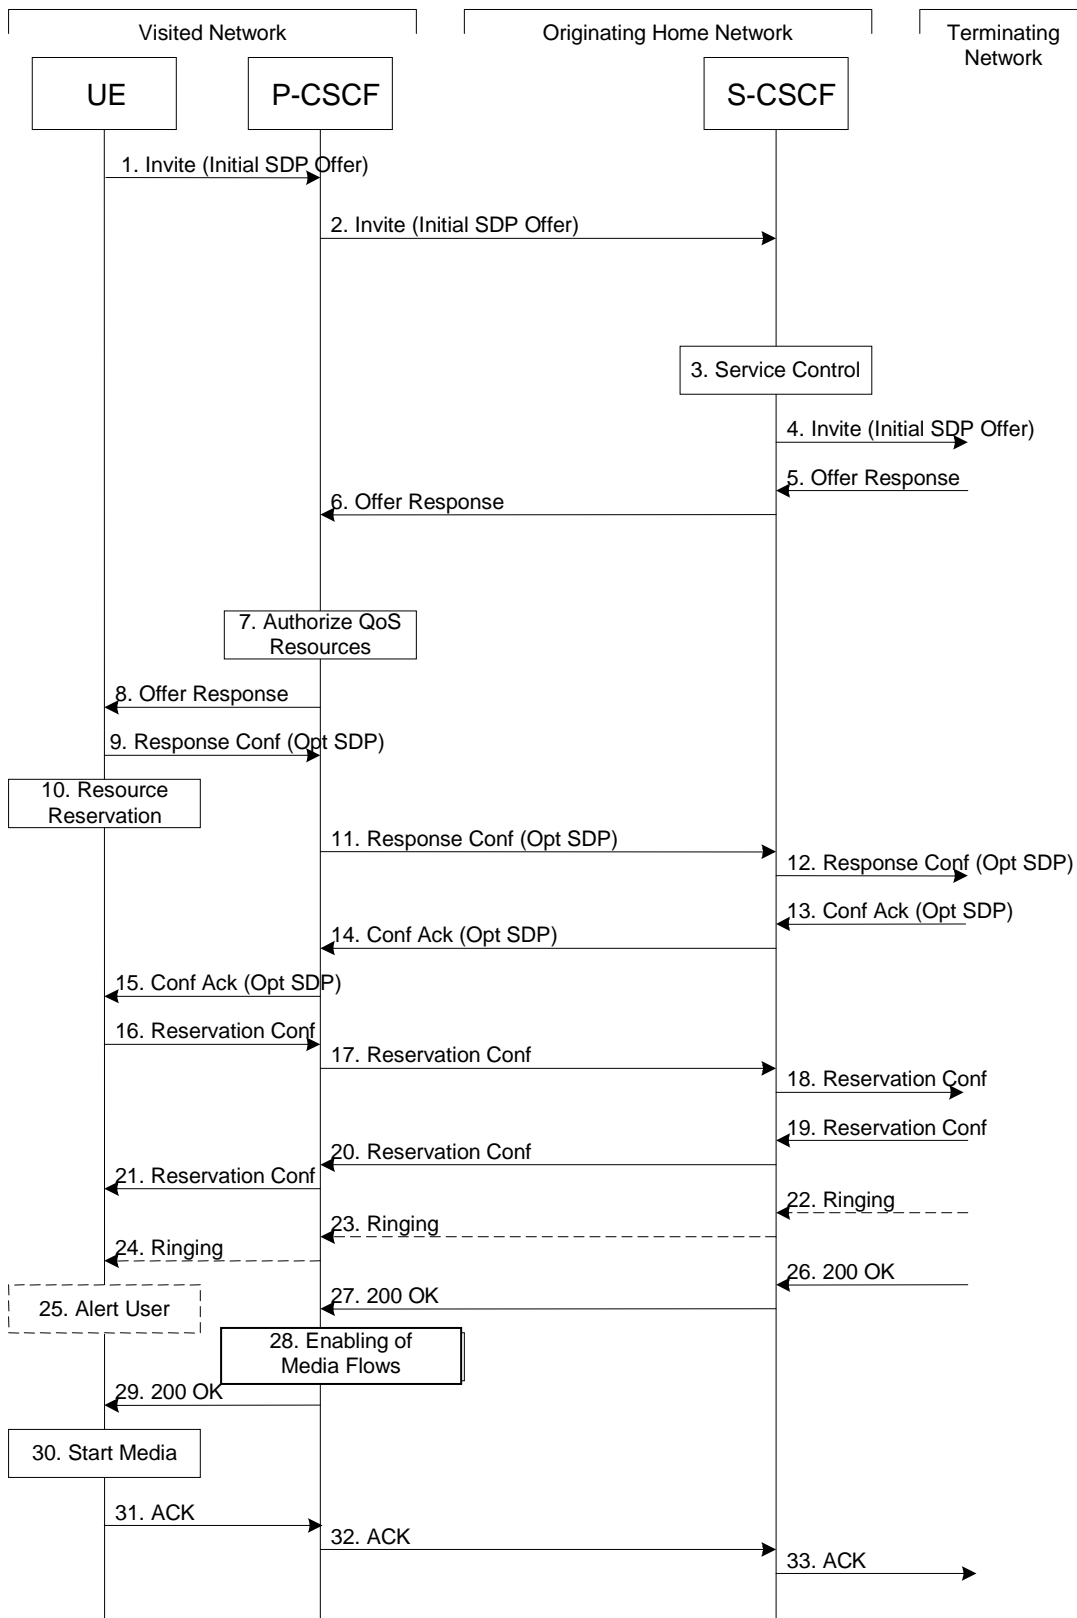 Visited Network
Originating Home Network
Terminating
Network
UE
P-CSCF
S-CSCF
1. Invite (Initial SDP Offer)
2. Invite (Initial SDP Offer)
3. Service Control
4. Invite (Initial SDP Offer)
5. Offer Response
6. Offer Response
7. Authorize QoS
Resources
8. Offer Response
9. Response Conf (Opt SDP)
10. Resource
Reservation
11. Response Conf (Opt SDP)
12. Response Conf (Opt SDP)
13. Conf Ack (Opt SDP)
14. Conf Ack (Opt SDP)
15. Conf Ack (Opt SDP)
16. Reservation Conf
17. Reservation Conf
18. Reservation Conf
19. Reservation Conf
20. Reservation Conf
21. Reservation Conf
22. Ringing
23. Ringing
24. Ringing
25. Alert User
26. 200 OK
27. 200 OK
28. Enabling of
Media Flows
29. 200 OK
30. Start Media
31. ACK
32. ACK
33. ACK